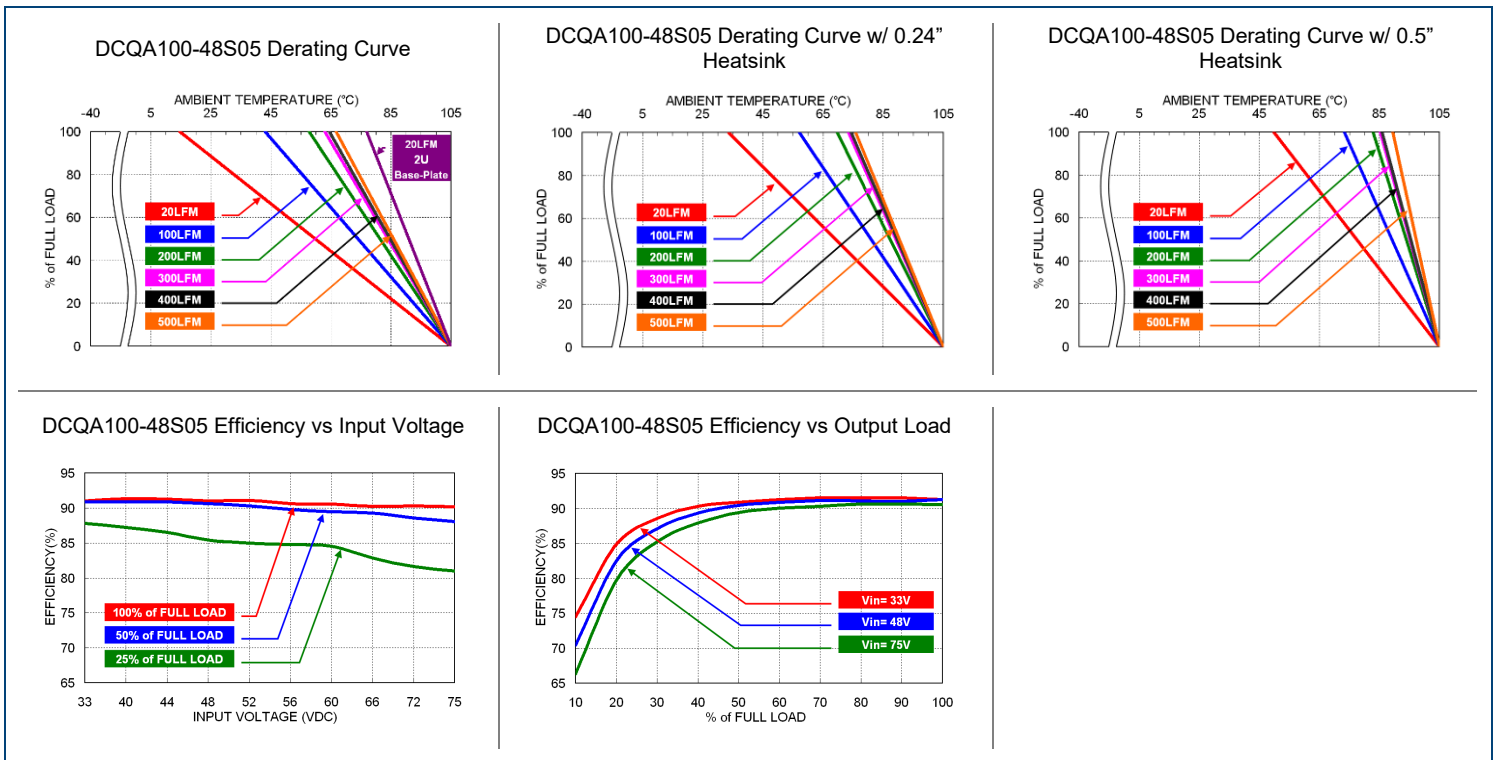 DCQA100-48S05 Derating Curve
AMBIENT TEMPERATURE (°C)
-40 5 25 45 65 85 105
100
80
60
40
20
0
% of FULL LOAD
20LFM
2U
Base-Plate
20LFM
100LFM
200LFM
300LFM
400LFM
500LFM
DCQA100-48S05 Derating Curve w/ 0.24”
Heatsink
AMBIENT TEMPERATURE (°C)
-40 5 25 45 65 85 105
100
80
60
40
20
0
% of FULL LOAD
20LFM
100LFM
200LFM
300LFM
400LFM
500LFM
DCQA100-48S05 Derating Curve w/ 0.5”
Heatsink
AMBIENT TEMPERATURE (°C)
-40 5 25 45 65 85 105
100
80
60
40
20
0
% of FULL LOAD
20LFM
100LFM
200LFM
300LFM
400LFM
500LFM
DCQA100-48S05 Efficiency vs Input Voltage
95
90
85
80
75
70
65
EFFICIENCY(%)
100% of FULL LOAD
50% of FULL LOAD
25% of FULL LOAD
33 40 44 48 52 56 60 66 72 75
INPUT VOLTAGE (VDC)
DCQA100-48S05 Efficiency vs Output Load
95
90
85
80
75
70
65
EFFICIENCY(%)
Vin= 33V
Vin= 48V
Vin= 75V
10 20 30 40 50 60 70 80 90 100
% of FULL LOAD